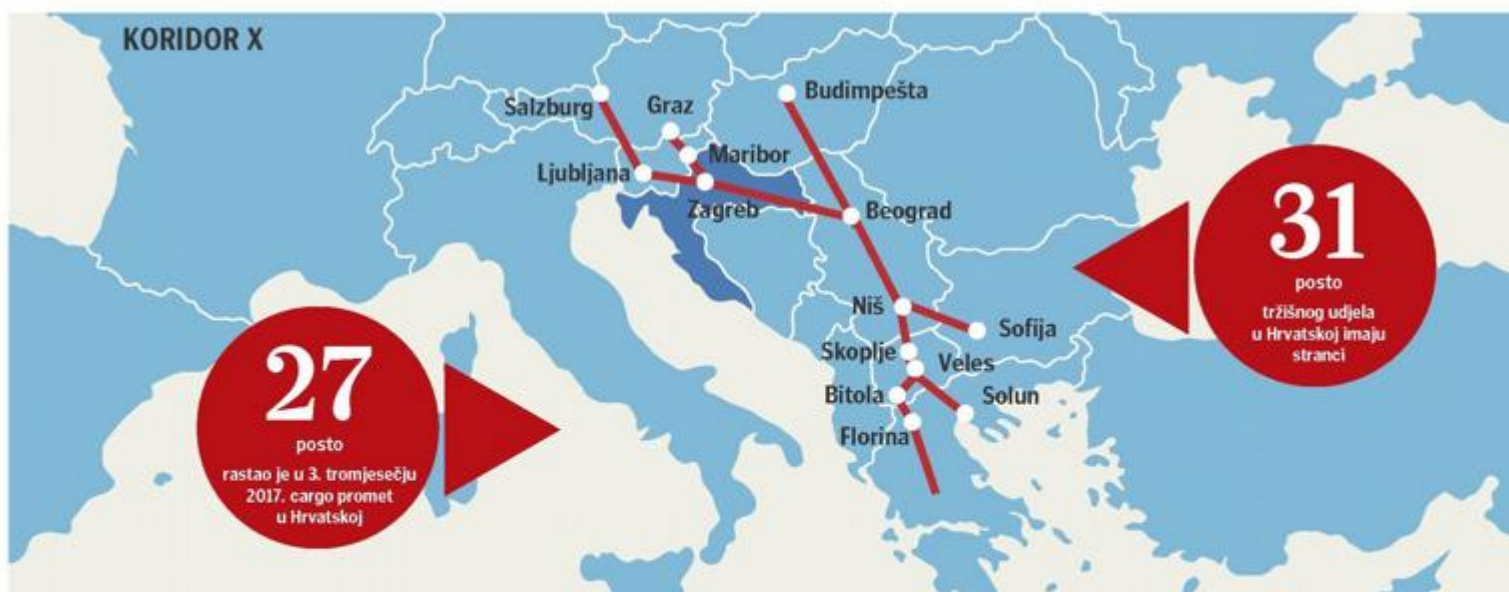 KORIDOR X
Salzburg
Graz
Budimpešta
Maribor
Ljubljana
Zagreb
Beograd
Niš
Sofija
Skoplje
Veles
Bitola
Solun
Florina
27
posto
rastao je u 3. tromjesečju
2017. cargo promet
u Hrvatskoj
31
posto
tržišnog udjela
u Hrvatskoj imaju
stranci